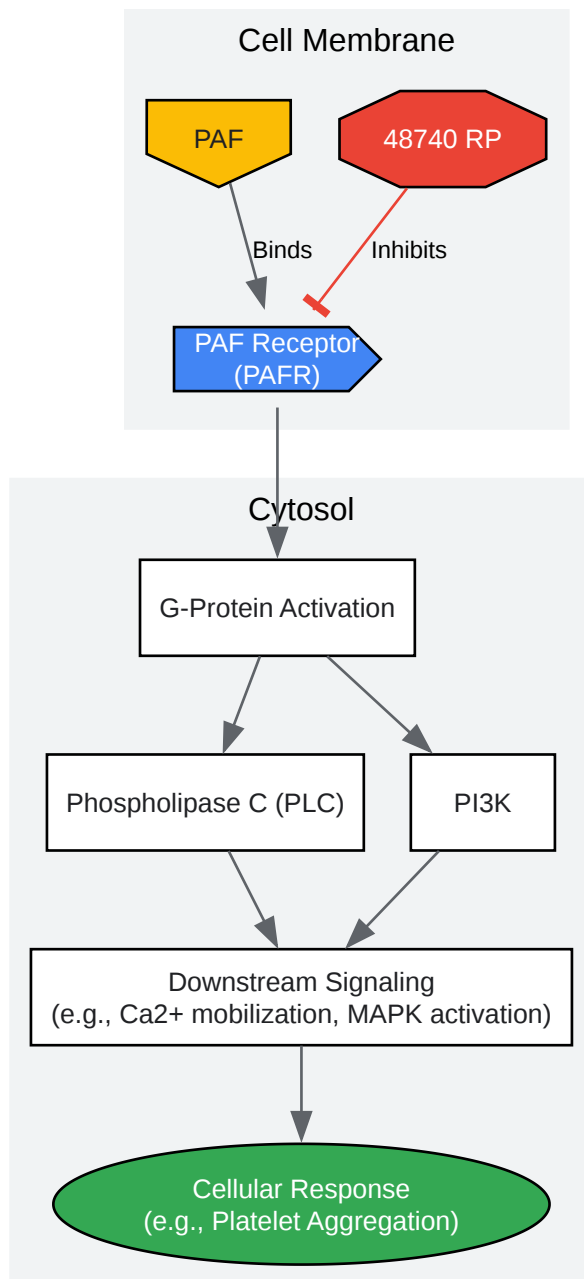 Cell Membrane
PAF
48740 RP
Binds
Inhibits
PAF Receptor
(PAFR)
Cytosol
G-Protein Activation
Phospholipase C (PLC)
PI3K
Downstream Signaling
(e.g., Ca2+ mobilization, MAPK activation)
Cellular Response
(e.g., Platelet Aggregation)